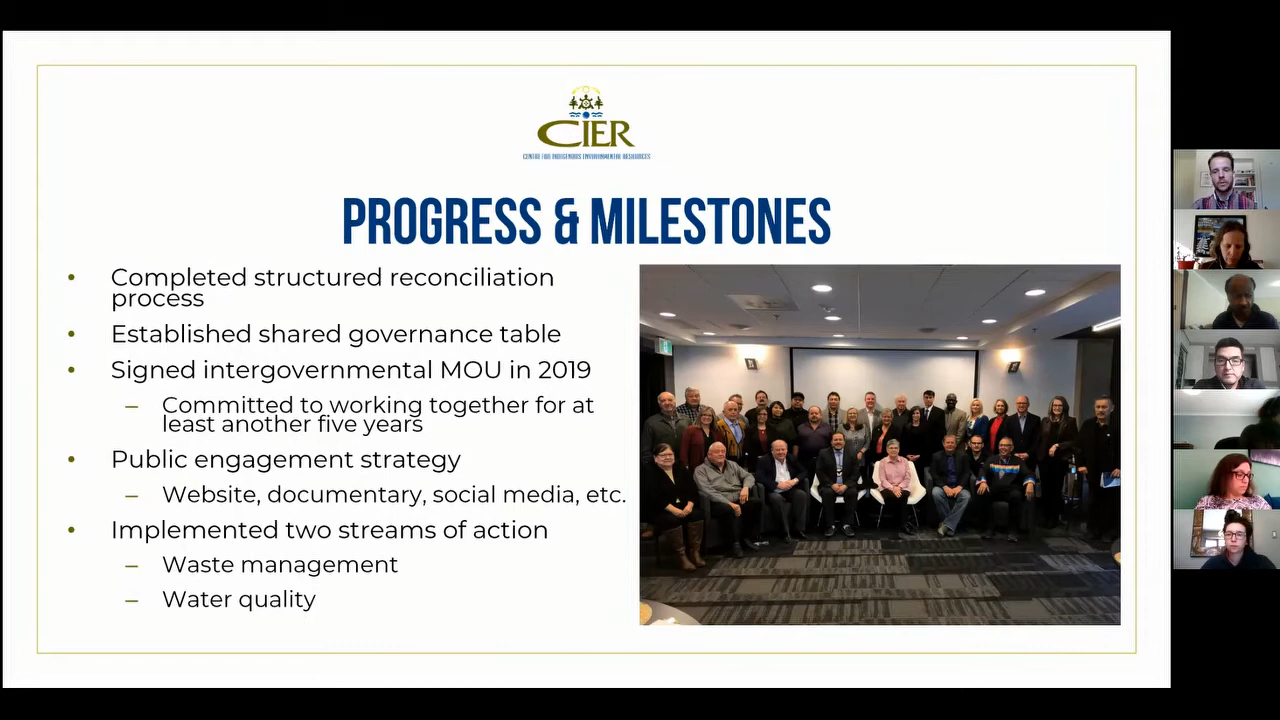 CIER
CENTRE FOR INDIGENOUS ENVIRONMENTAL RESOURCES
PROGRESS & MILESTONES
• Completed structured reconciliation
process
• Established shared governance table
• Signed intergovernmental MOU in 2019
– Committed to working together for at
least another five years
• Public engagement strategy
– Website, documentary, social media, etc.
• Implemented two streams of action
– Waste management
– Water quality